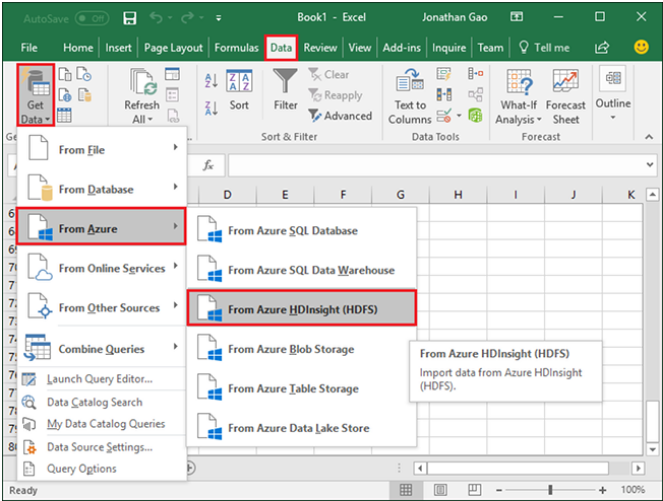 AutoSave Off
Book1 - Excel
Jonathan Gao
File Home Insert Page Layout Formulas Data Review View Add-ins Inquire Team Tell me
Get Data
Refresh All
Sort
Filter
Clear
Reapply
Advanced
Text to Columns
What-If Analysis
Forecast Sheet
Outline
Sort & Filter
Data Tools
Forecast
fx
D E F G H I J K
From File
From Database
From Azure
From Online Services
From Other Sources
Combine Queries
Launch Query Editor...
Data Catalog Search
My Data Catalog Queries
Data Source Settings...
Query Options
From Azure SQL Database
From Azure SQL Data Warehouse
From Azure HDInsight (HDFS)
From Azure Blob Storage
From Azure Table Storage
From Azure Data Lake Store
From Azure HDInsight (HDFS)
Import data from Azure HDInsight
(HDFS).
Ready
100%